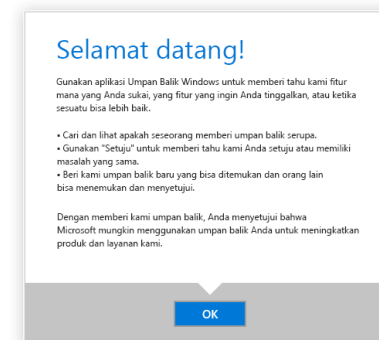 Selamat datang!
Gunakan aplikasi Umpan Balik Windows untuk memberi tahu kami fitur
mana yang Anda sukai, yang fitur yang ingin Anda tinggalkan, atau ketika
sesuatu bisa lebih baik.
• Cari dan lihat apakah seseorang memberi umpan balik serupa.
• Gunakan "Setuju" untuk memberi tahu kami Anda setuju atau memiliki
masalah yang sama.
• Beri kami umpan balik baru yang bisa ditemukan dan orang lain
bisa menemukan dan menyetujui.
Dengan memberi kami umpan balik, Anda menyetujui bahwa
Microsoft mungkin menggunakan umpan balik Anda untuk meningkatkan
produk dan layanan kami.
OK